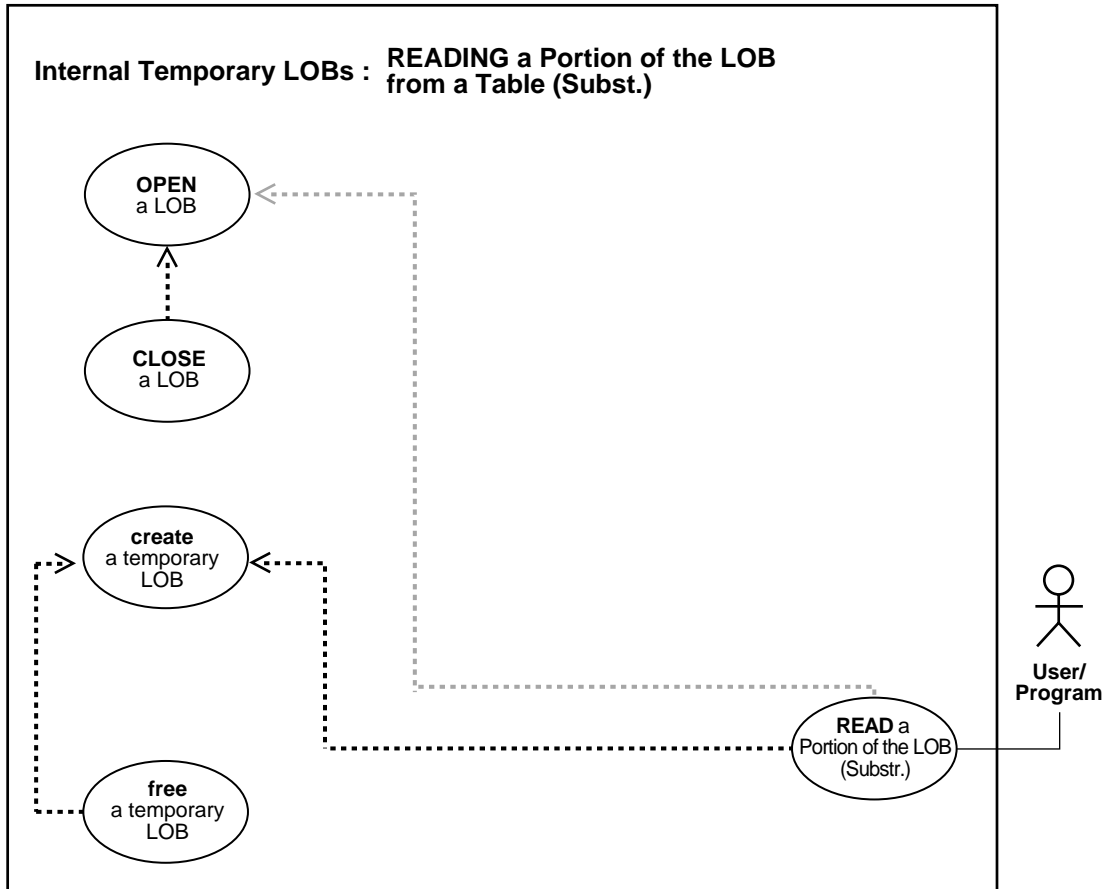 Internal Temporary LOBs : READING a Portion of the LOB
from a Table (Subst.)
OPEN
a LOB
CLOSE
a LOB
create
a temporary
LOB
User/
Program
READ a
Portion of the LOB
(Substr.)
free
a temporary
LOB